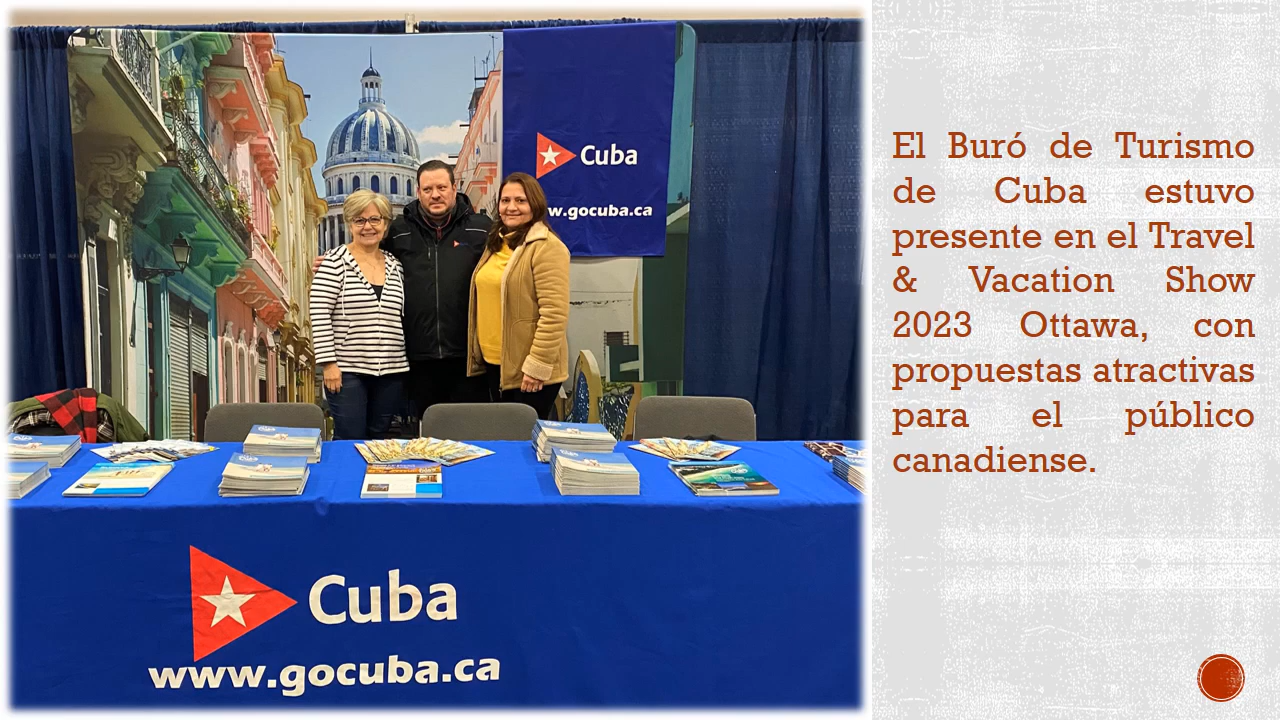 Cuba
w.gocuba.ca
Cuba
www.gocuba.ca
El Buró de Turismo
de Cuba estuvo
presente en el Travel
& Vacation Show
2023 Ottawa, con
propuestas atractivas
para el público
canadiense.